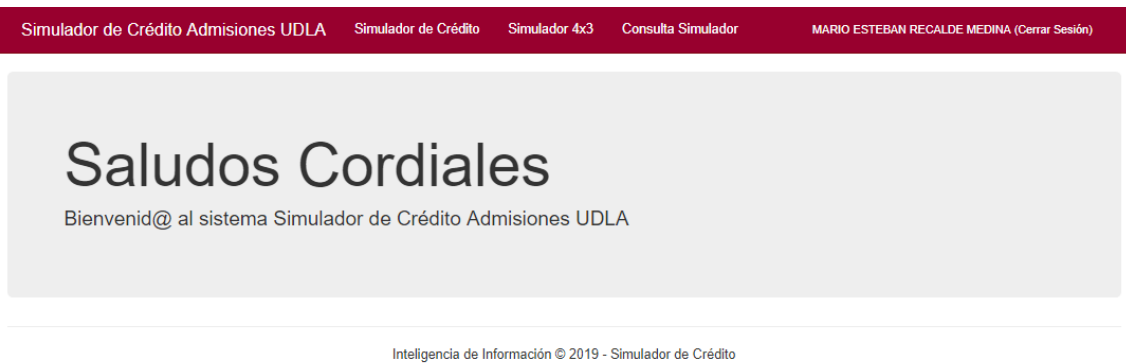 Simulador de Crédito Admisiones UDLA Simulador de Crédito Simulador 4x3 Consulta Simulador MARIO ESTEBAN RECALDE MEDINA (Cerrar Sesión)
Saludos Cordiales
Bienvenid@ al sistema Simulador de Crédito Admisiones UDLA
Inteligencia de Información © 2019 - Simulador de Crédito